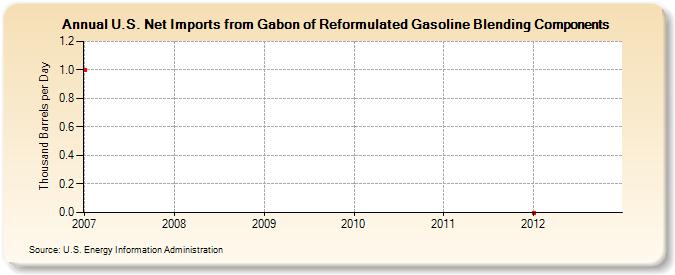 Annual U.S. Net Imports from Gabon of Reformulated Gasoline Blending Components
Thousand Barrels per Day
1.2
1.0
0.8
0.6
0.4
0.2
0.0
2007 2008 2009 2010 2011 2012
Source: U.S. Energy Information Administration